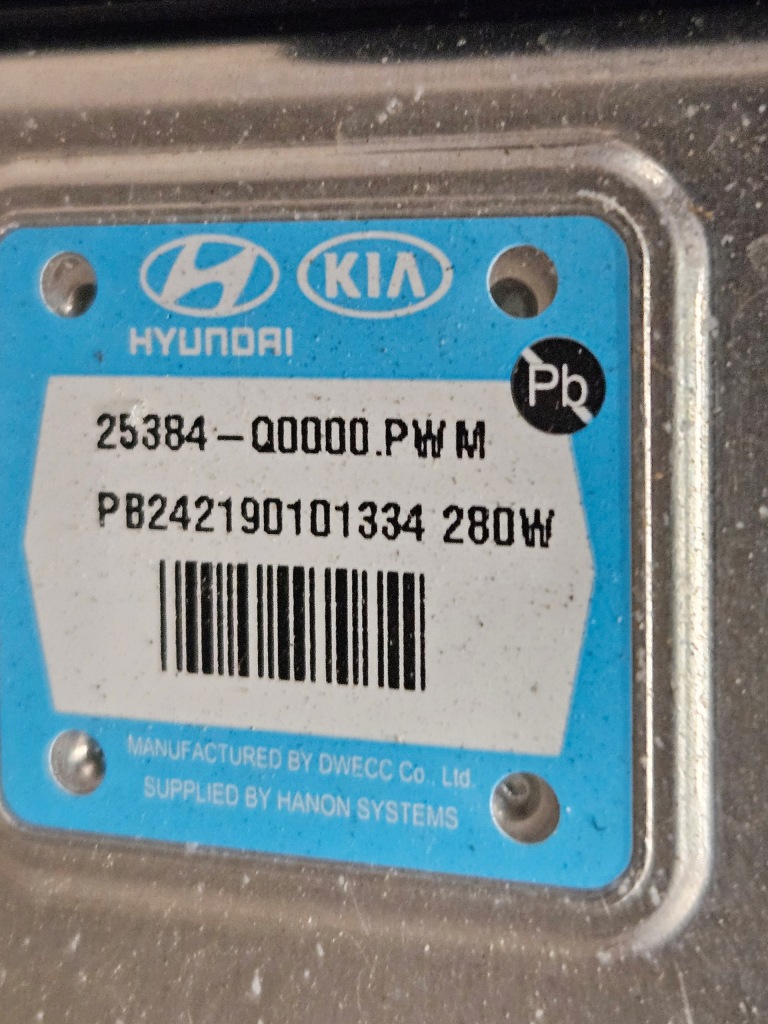 HYUNDAI
KIA
Pb
25384-Q0000.PWM
PB242190101334 280W
MANUFACTURED BY DWECC Co., Ltd.
SUPPLIED BY HANON SYSTEMS